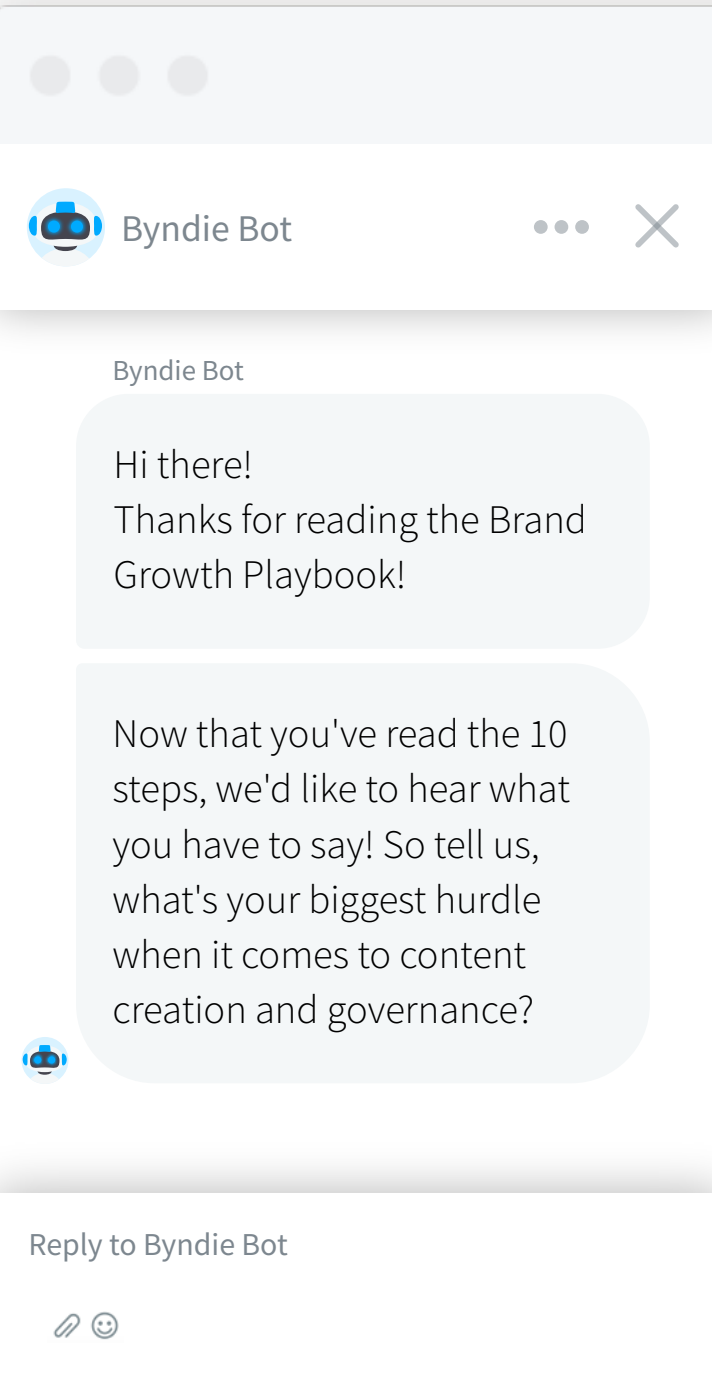 Byndie Bot
Byndie Bot
Hi there!
Thanks for reading the Brand
Growth Playbook!
Now that you've read the 10
steps, we'd like to hear what
you have to say! So tell us,
what's your biggest hurdle
when it comes to content
creation and governance?
Reply to Byndie Bot